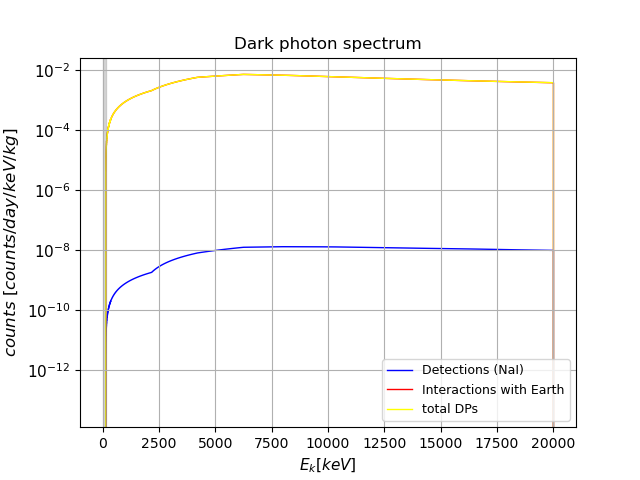 Dark photon spectrum
counts [counts/day/keV/kg]
10⁻²
10⁻⁴
10⁻⁶
10⁻⁸
10⁻¹⁰
10⁻¹²
Detections (NaI)
Interactions with Earth
total DPs
0 2500 5000 7500 10000 12500 15000 17500 20000
Eₖ[keV]